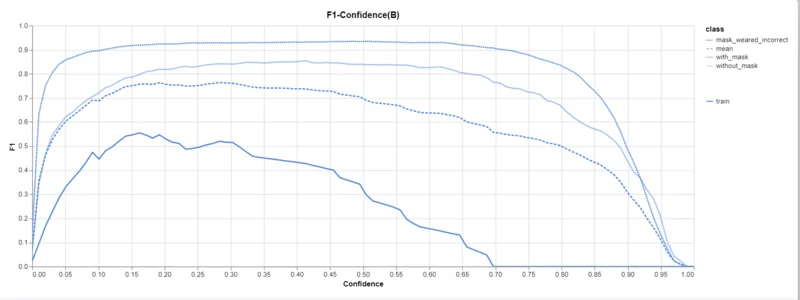 F1-Confidence(B)
class
mask_weared_incorrect
mean
with_mask
without_mask
train
F1
1.0
0.9
0.8
0.7
0.6
0.5
0.4
0.3
0.2
0.1
0.0
0.00 0.05 0.10 0.15 0.20 0.25 0.30 0.35 0.40 0.45 0.50 0.55 0.60 0.65 0.70 0.75 0.80 0.85 0.90 0.95 1.00
Confidence